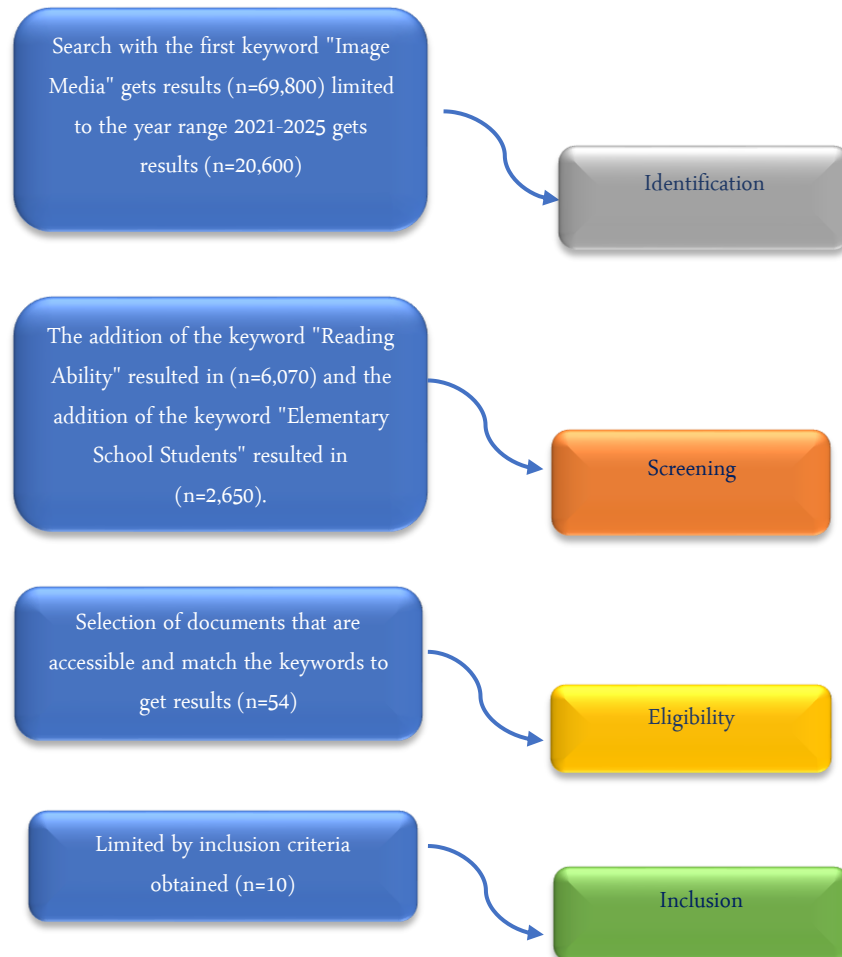 Search with the first keyword "Image
Media" gets results (n=69,800) limited
to the year range 2021-2025 gets
results (n=20,600)
Identification
The addition of the keyword "Reading
Ability" resulted in (n=6,070) and the
addition of the keyword "Elementary
School Students" resulted in
(n=2,650).
Screening
Selection of documents that are
accessible and match the keywords to
get results (n=54)
Eligibility
Limited by inclusion criteria
obtained (n=10)
Inclusion